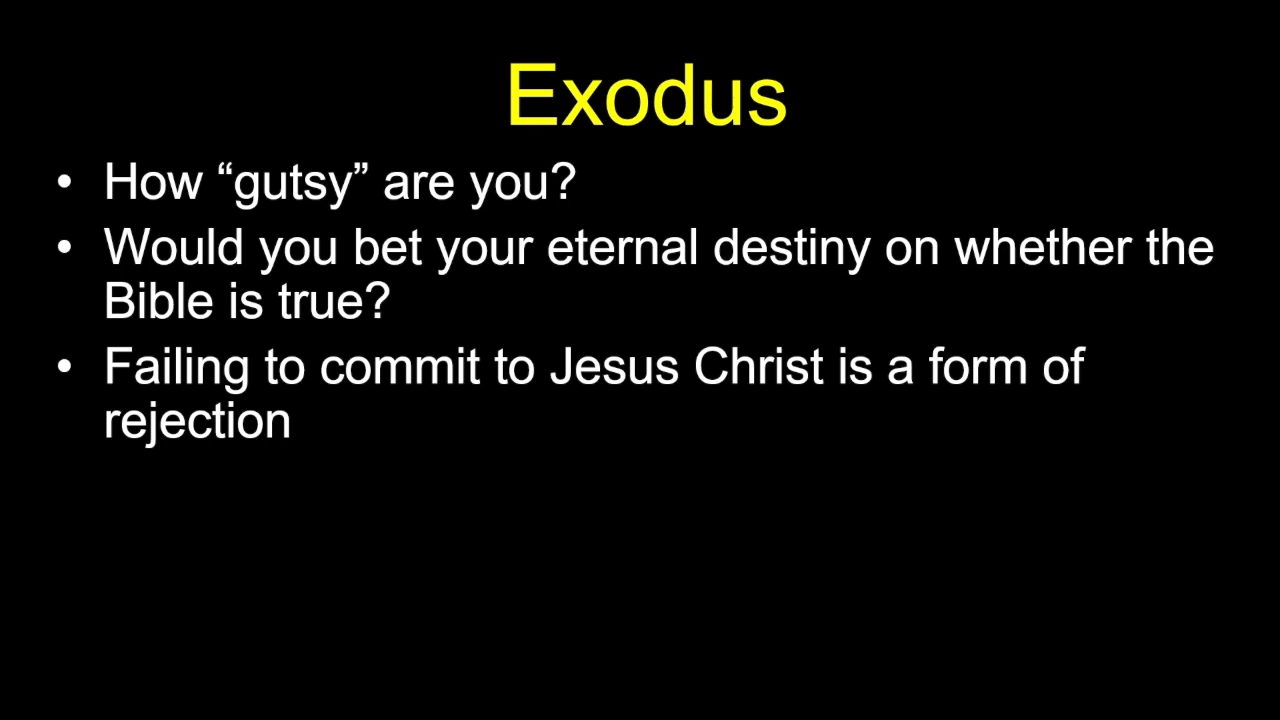 Exodus
• How “gutsy” are you?
• Would you bet your eternal destiny on whether the
Bible is true?
• Failing to commit to Jesus Christ is a form of
rejection